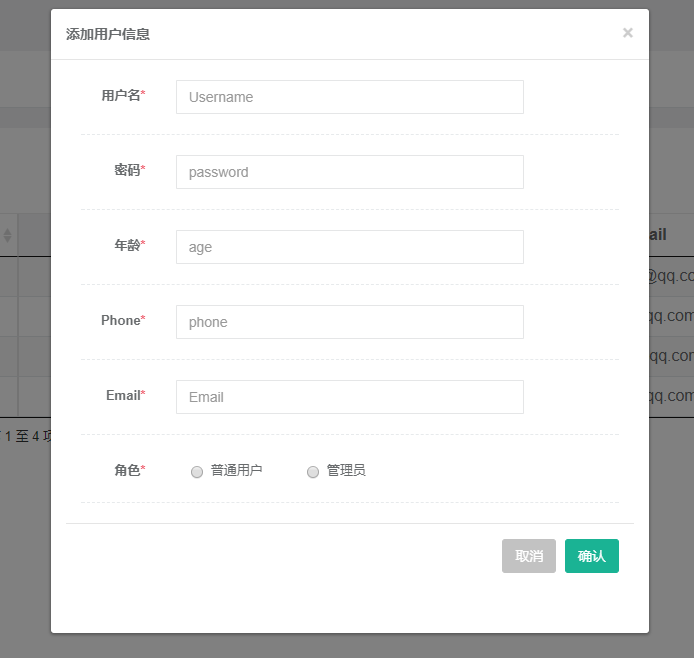 添加用户信息 ×
用户名* Username
密码* password
年龄* age
Phone* phone
Email* Email
角色* 普通用户 管理员
取消 确认
ail
@qq.co
qq.com
qq.con
qq.com
1 至 4 项